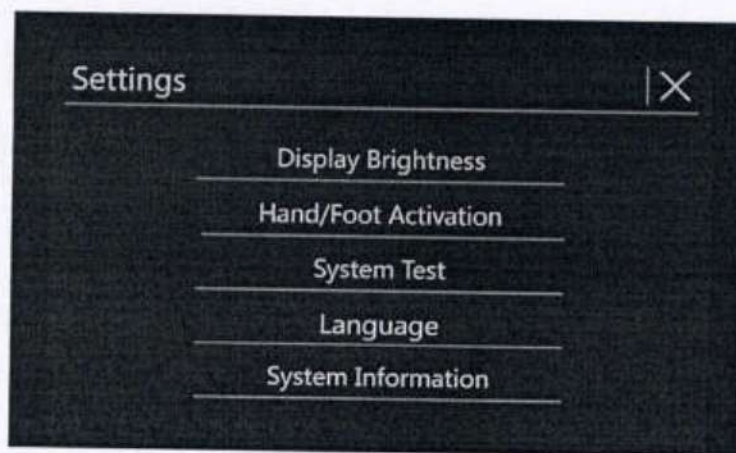 Settings
Display Brightness
Hand/Foot Activation
System Test
Language
System Information